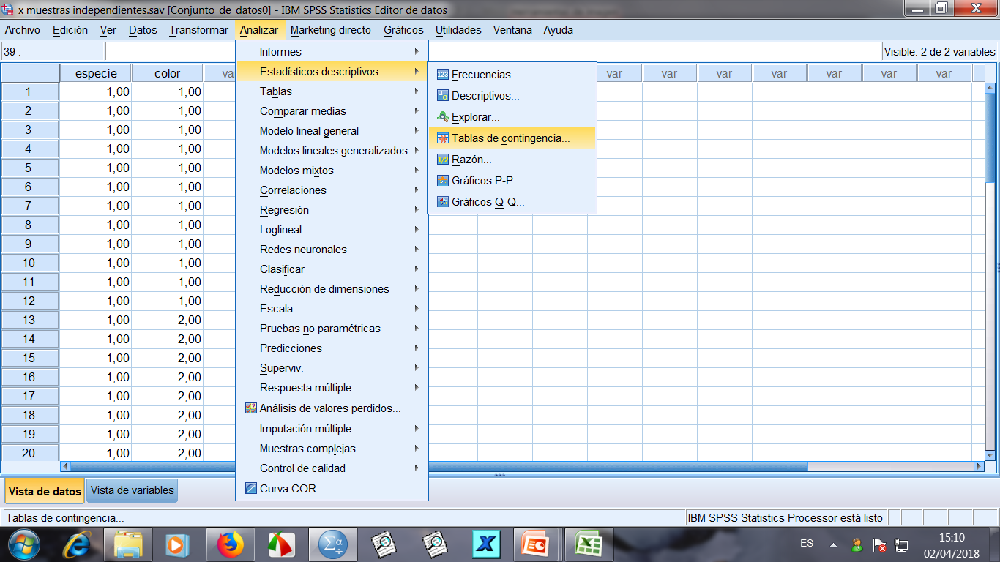 x muestras independientes.sav [Conjunto_de_datos0] - IBM SPSS Statistics Editor de datos
Archivo Edición Ver Datos Transformar Analizar Marketing directo Gráficos Utilidades Ventana Ayuda
39 :
Visible: 2 de 2 variables
especie color va var var var var var var var
1 1,00 1,00
2 1,00 1,00
3 1,00 1,00
4 1,00 1,00
5 1,00 1,00
6 1,00 1,00
7 1,00 1,00
8 1,00 1,00
9 1,00 1,00
10 1,00 1,00
11 1,00 1,00
12 1,00 1,00
13 1,00 2,00
14 1,00 2,00
15 1,00 2,00
16 1,00 2,00
17 1,00 2,00
18 1,00 2,00
19 1,00 2,00
20 1,00 2,00
Informes
Estadísticos descriptivos
Tablas
Comparar medias
Modelo lineal general
Modelos lineales generalizados
Modelos mixtos
Correlaciones
Regresión
Loglineal
Redes neuronales
Clasificar
Reducción de dimensiones
Escala
Pruebas no paramétricas
Predicciones
Superviv.
Respuesta múltiple
Análisis de valores perdidos...
Imputación múltiple
Muestras complejas
Control de calidad
Curva COR...
Frecuencias...
Descriptivos...
Explorar...
Tablas de contingencia...
Razón...
Gráficos P-P...
Gráficos Q-Q...
Vista de datos Vista de variables
Tablas de contingencia...
IBM SPSS Statistics Processor está listo
ES
15:10
02/04/2018